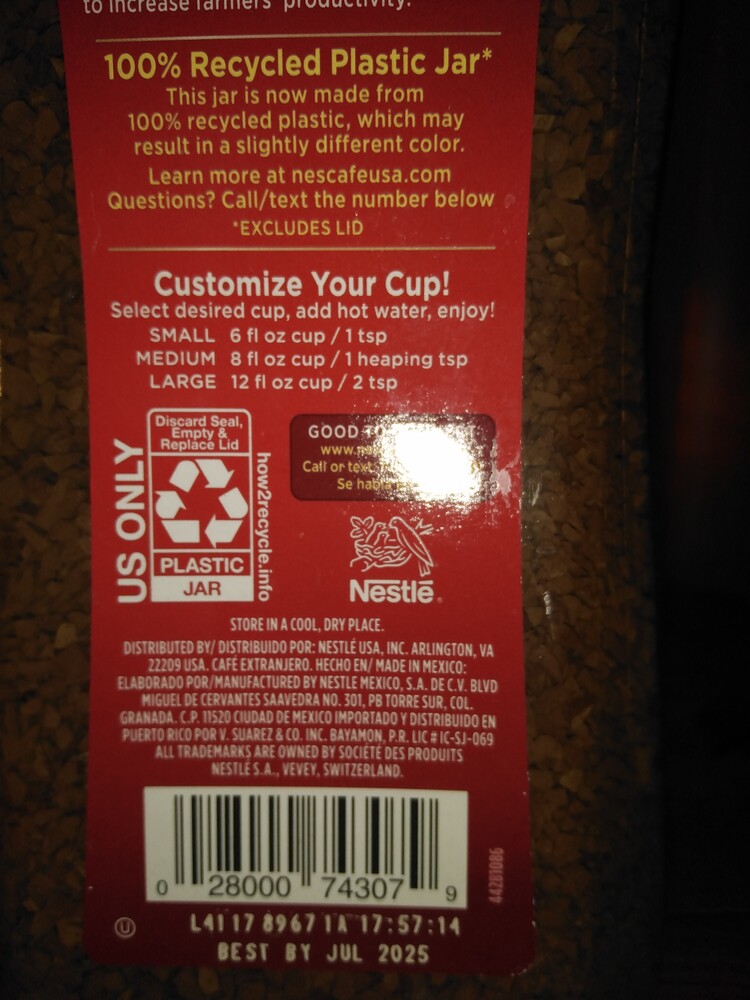 to increase farmers' productivity.
100% Recycled Plastic Jar*
This jar is now made from
100% recycled plastic, which may
result in a slightly different color.
Learn more at nescafeusa.com
Questions? Call/text the number below
*EXCLUDES LID
Customize Your Cup!
Select desired cup, add hot water, enjoy!
SMALL 6 fl oz cup / 1 tsp
MEDIUM 8 fl oz cup / 1 heaping tsp
LARGE 12 fl oz cup / 2 tsp
US ONLY
Discard Seal,
Empty &
Replace Lid
PLASTIC
JAR
how2recycle.info
GOOD
Call or text
Se habla
Nestlé
STORE IN A COOL, DRY PLACE.
DISTRIBUTED BY/ DISTRIBUIDO POR: NESTLÉ USA, INC. ARLINGTON, VA
22209 USA. CAFÉ EXTRANJERO. HECHO EN/ MADE IN MEXICO:
ELABORADO POR/MANUFACTURED BY NESTLE MEXICO, S.A. DE C.V. BLVD
MIGUEL DE CERVANTES SAAVEDRA NO. 301, PB TORRE SUR, COL.
GRANADA. C.P. 11520 CIUDAD DE MEXICO IMPORTADO Y DISTRIBUIDO EN
PUERTO RICO POR V. SUAREZ & CO. INC. BAYAMON, P.R. LIC # IC-SJ-069
ALL TRADEMARKS ARE OWNED BY SOCIÉTÉ DES PRODUITS
NESTLÉ S.A., VEVEY, SWITZERLAND.
0 28000 74307 9
44281086
U
L41 17 8967 1A 17:57:14
BEST BY JUL 2025